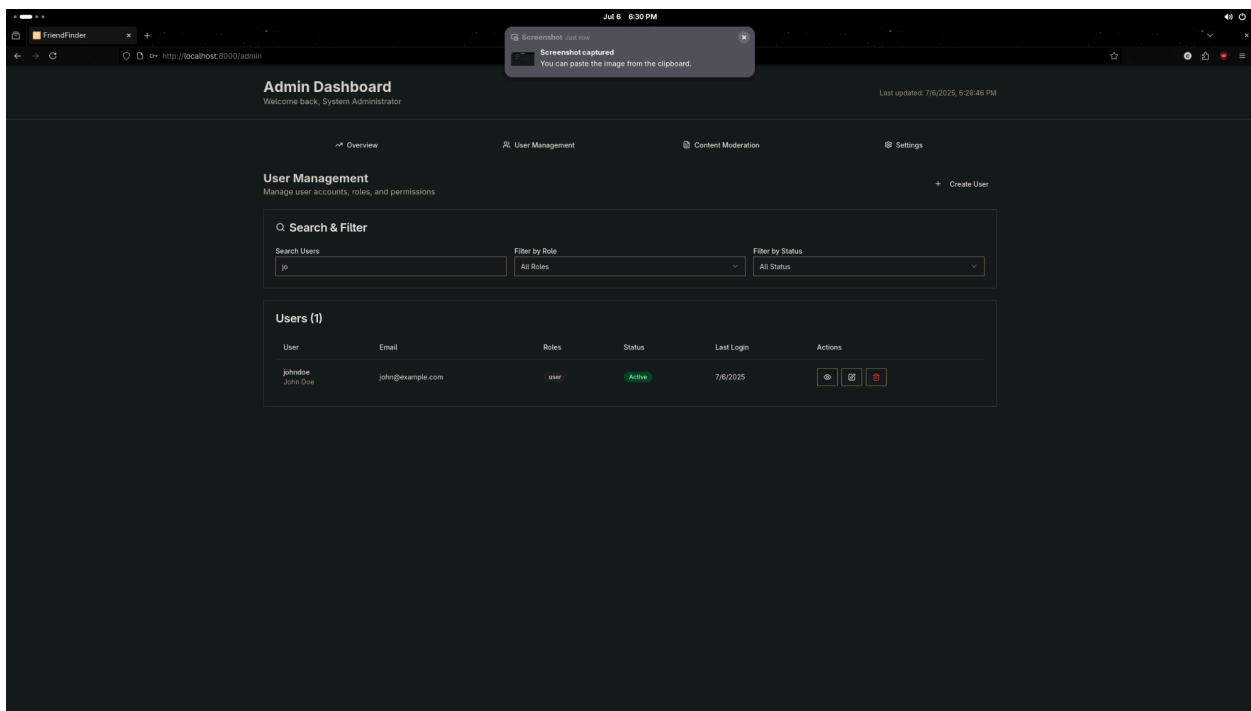 Jul 6 6:30 PM
FriendFinder
Screenshot Just now
Screenshot captured
You can paste the image from the clipboard.
http://localhost:8000/admin
Admin Dashboard
Welcome back, System Administrator
Last updated: 7/6/2025, 6:28:46 PM
Overview
User Management
Content Moderation
Settings
User Management
Manage user accounts, roles, and permissions
+ Create User
Search & Filter
Search Users
Filter by Role
Filter by Status
jo
All Roles
All Status
Users (1)
User Email Roles Status Last Login Actions
johndoe
John Doe
john@example.com
user
Active
7/6/2025